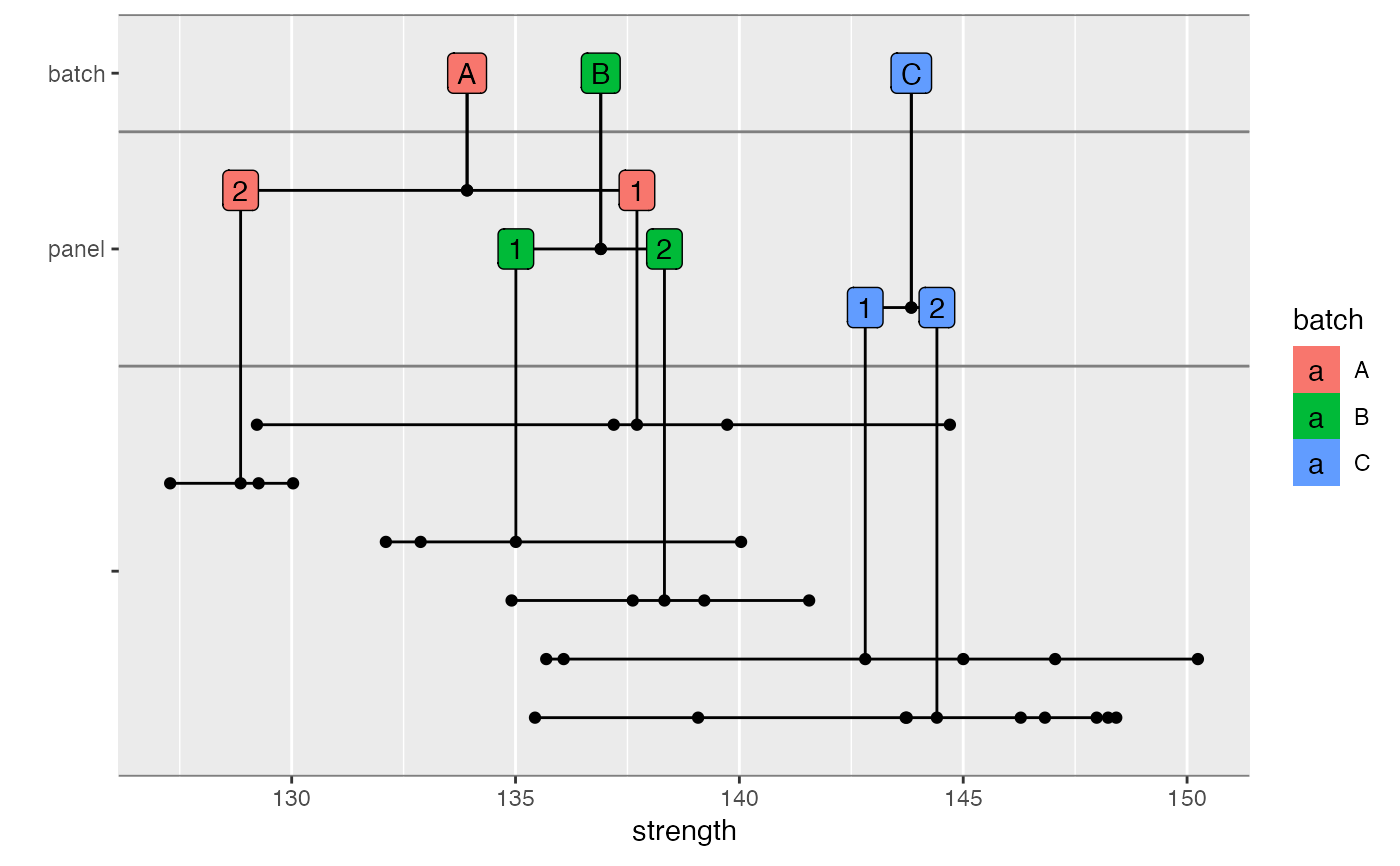 batch A B C
2 1
panel 1 2
1 2
batch
a A
a B
a C
130 135 140 145 150
strength